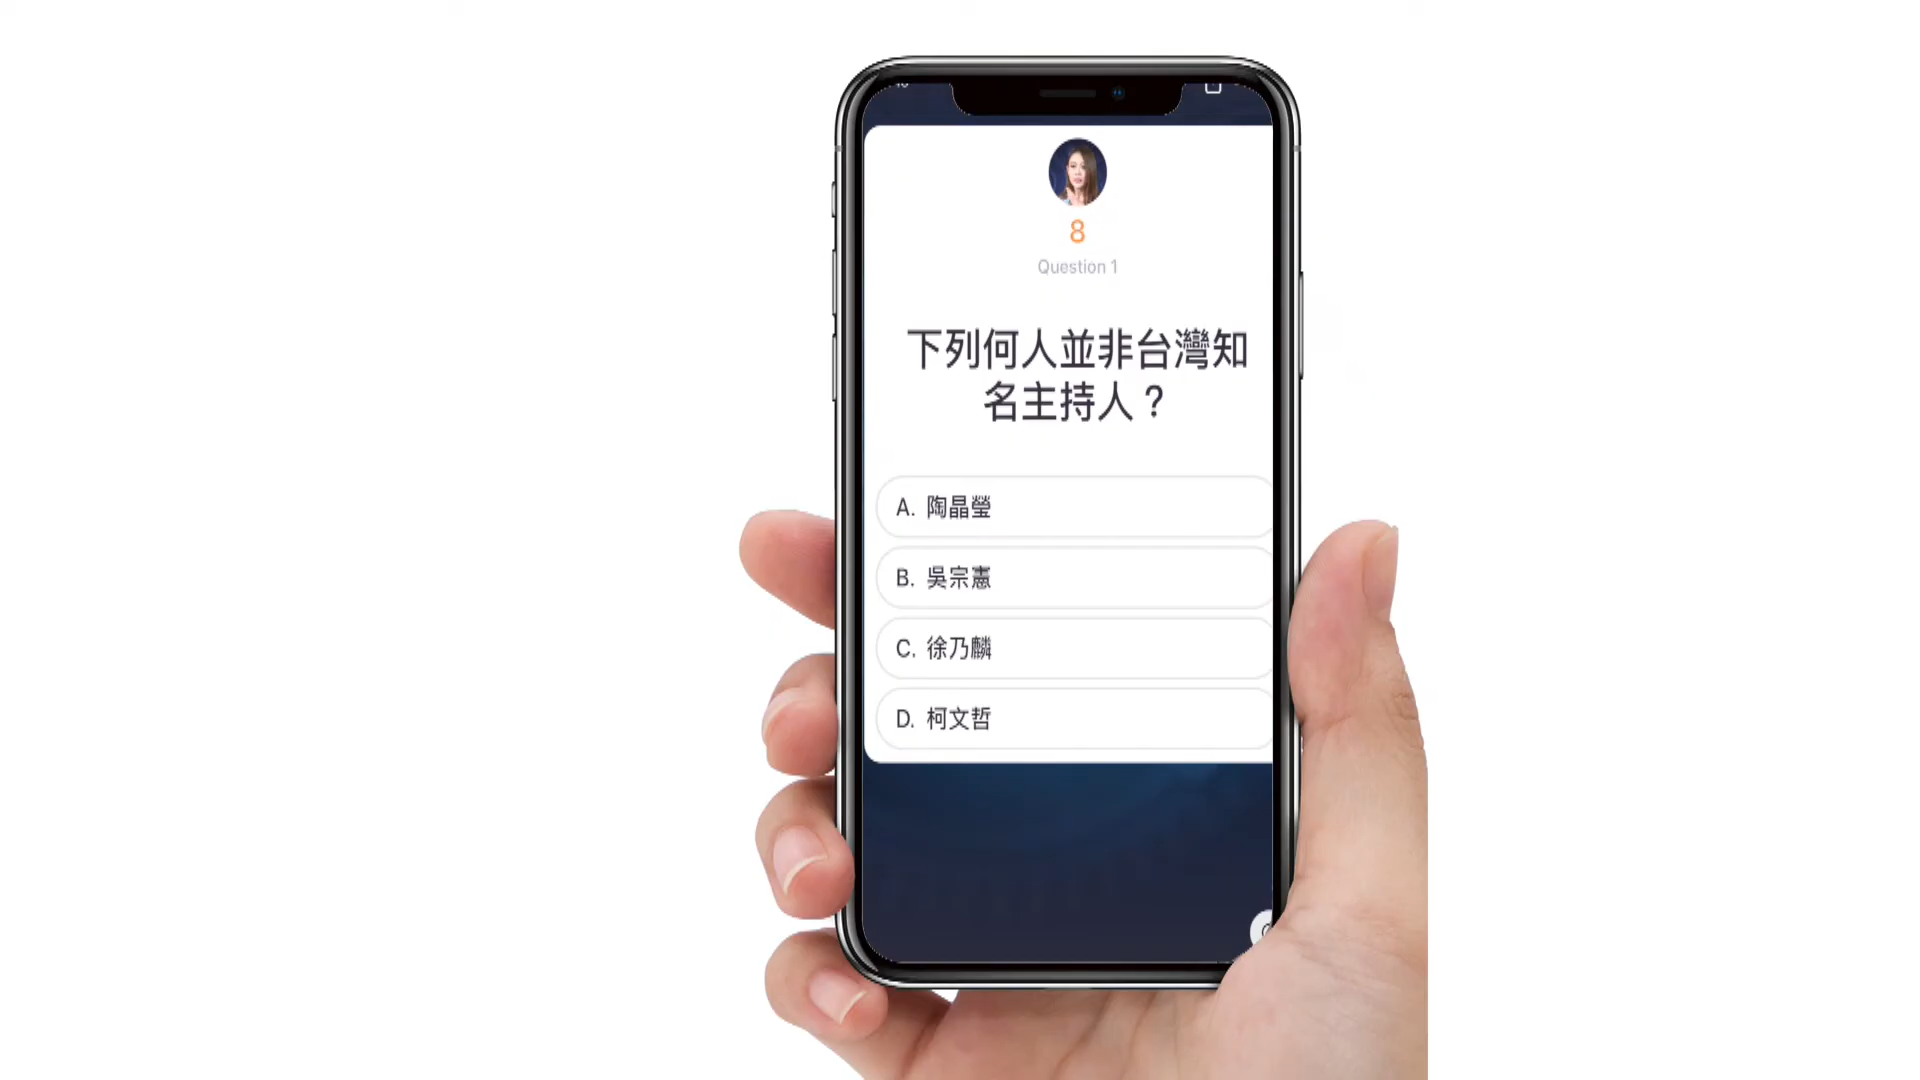 8
Question 1
下列何人並非台灣知
名主持人？
A. 陶晶瑩
B. 吳宗憲
C. 徐乃麟
D. 柯文哲